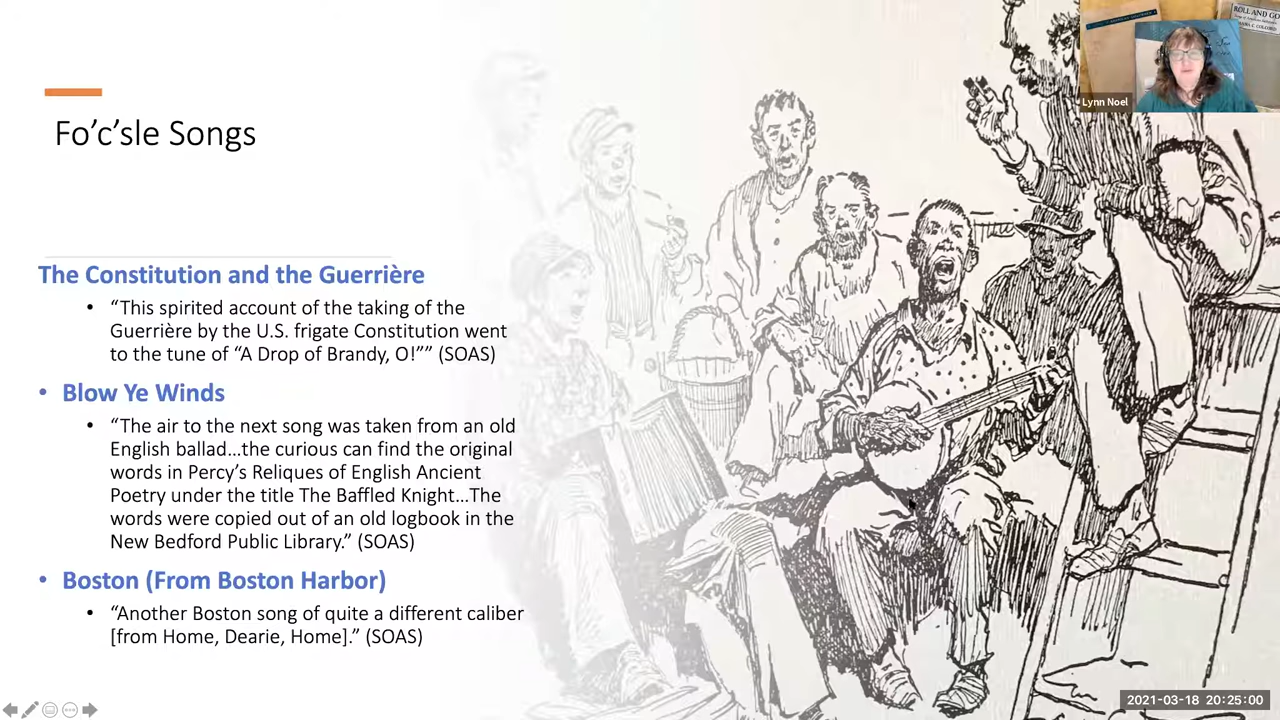 Fo’c’sle Songs
The Constitution and the Guerrière
• “This spirited account of the taking of the
Guerrière by the U.S. frigate Constitution went
to the tune of “A Drop of Brandy, O!”” (SOAS)
• Blow Ye Winds
• “The air to the next song was taken from an old
English ballad…the curious can find the original
words in Percy’s Reliques of English Ancient
Poetry under the title The Baffled Knight…The
words were copied out of an old logbook in the
New Bedford Public Library.” (SOAS)
• Boston (From Boston Harbor)
• “Another Boston song of quite a different caliber
[from Home, Dearie, Home].” (SOAS)
ROLL AND GO
Lynn Noel
2021-03-18 20:25:00